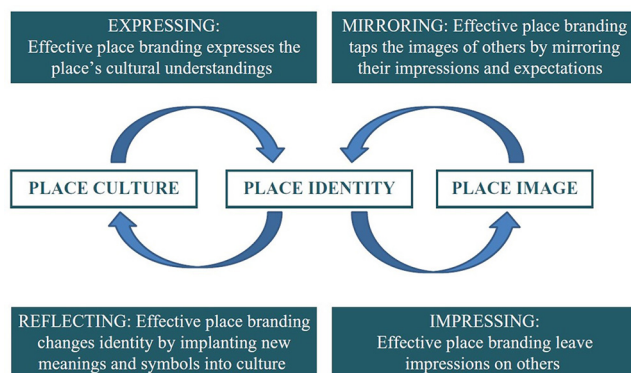 EXPRESSING:
Effective place branding expresses the
place's cultural understandings
MIRRORING: Effective place branding
taps the images of others by mirroring
their impressions and expectations
PLACE CULTURE
PLACE IDENTITY
PLACE IMAGE
REFLECTING: Effective place branding
changes identity by implanting new
meanings and symbols into culture
IMPRESSING:
Effective place branding leave
impressions on others